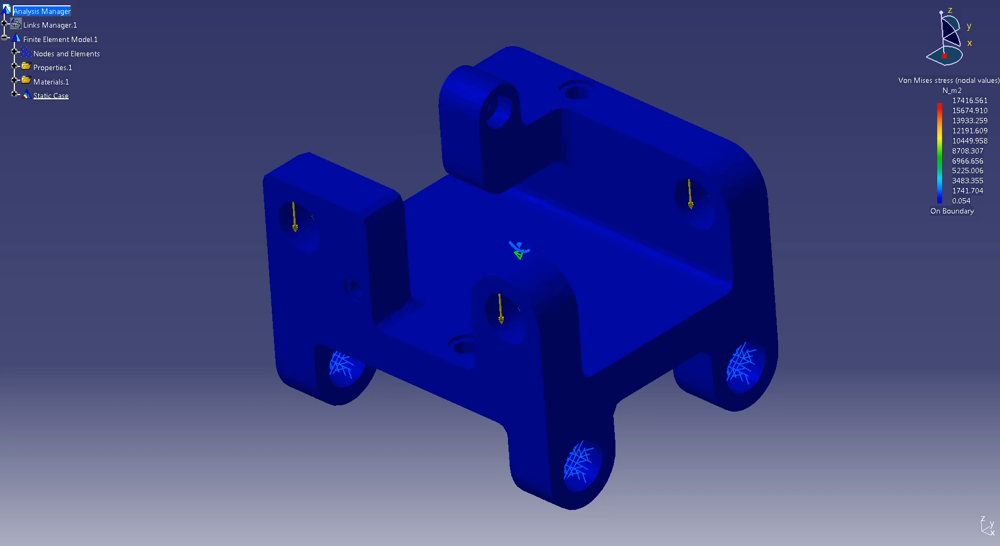 Analysis Manager
Links Manager.1
Finite Element Model.1
Nodes and Elements
Properties.1
Materials.1
Static Case
z
y
x
Von Mises stress (nodal values)
N_m2
17416.561
15674.910
13933.259
12191.609
10449.958
8708.307
6966.656
5225.006
3483.355
1741.704
0.054
On Boundary
z
y
x